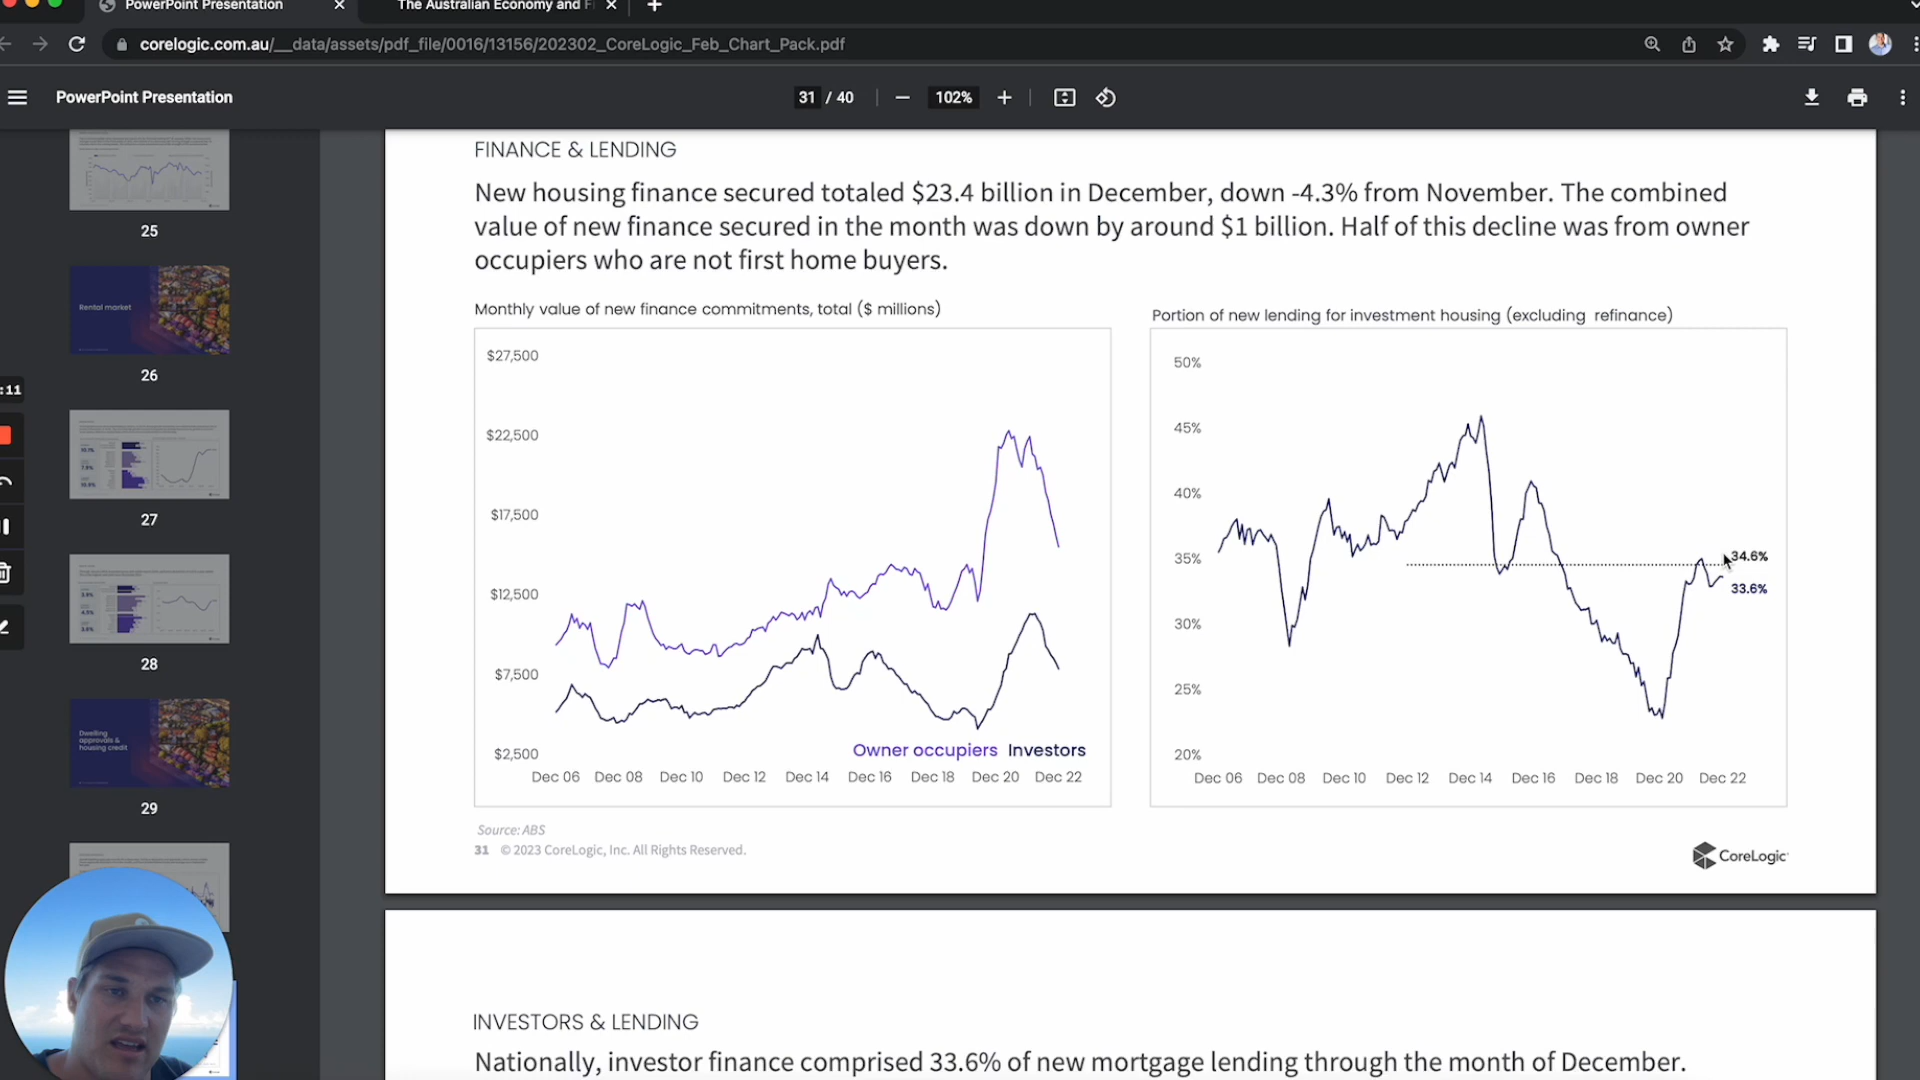 PowerPoint Presentation
The Australian Economy and F
corelogic.com.au/__data/assets/pdf_file/0016/13156/202302_CoreLogic_Feb_Chart_Pack.pdf
PowerPoint Presentation
31 / 40
102%
25
Rental market
26
27
28
Dwelling
approvals &
housing credit
29
:11
FINANCE & LENDING
New housing finance secured totaled $23.4 billion in December, down -4.3% from November. The combined
value of new finance secured in the month was down by around $1 billion. Half of this decline was from owner
occupiers who are not first home buyers.
Monthly value of new finance commitments, total ($ millions)
$27,500
$22,500
$17,500
$12,500
$7,500
$2,500
Owner occupiers Investors
Dec 06 Dec 08 Dec 10 Dec 12 Dec 14 Dec 16 Dec 18 Dec 20 Dec 22
Portion of new lending for investment housing (excluding refinance)
50%
45%
40%
35%
30%
25%
20%
34.6%
33.6%
Dec 06 Dec 08 Dec 10 Dec 12 Dec 14 Dec 16 Dec 18 Dec 20 Dec 22
Source: ABS
31 © 2023 CoreLogic, Inc. All Rights Reserved.
CoreLogic
INVESTORS & LENDING
Nationally, investor finance comprised 33.6% of new mortgage lending through the month of December.